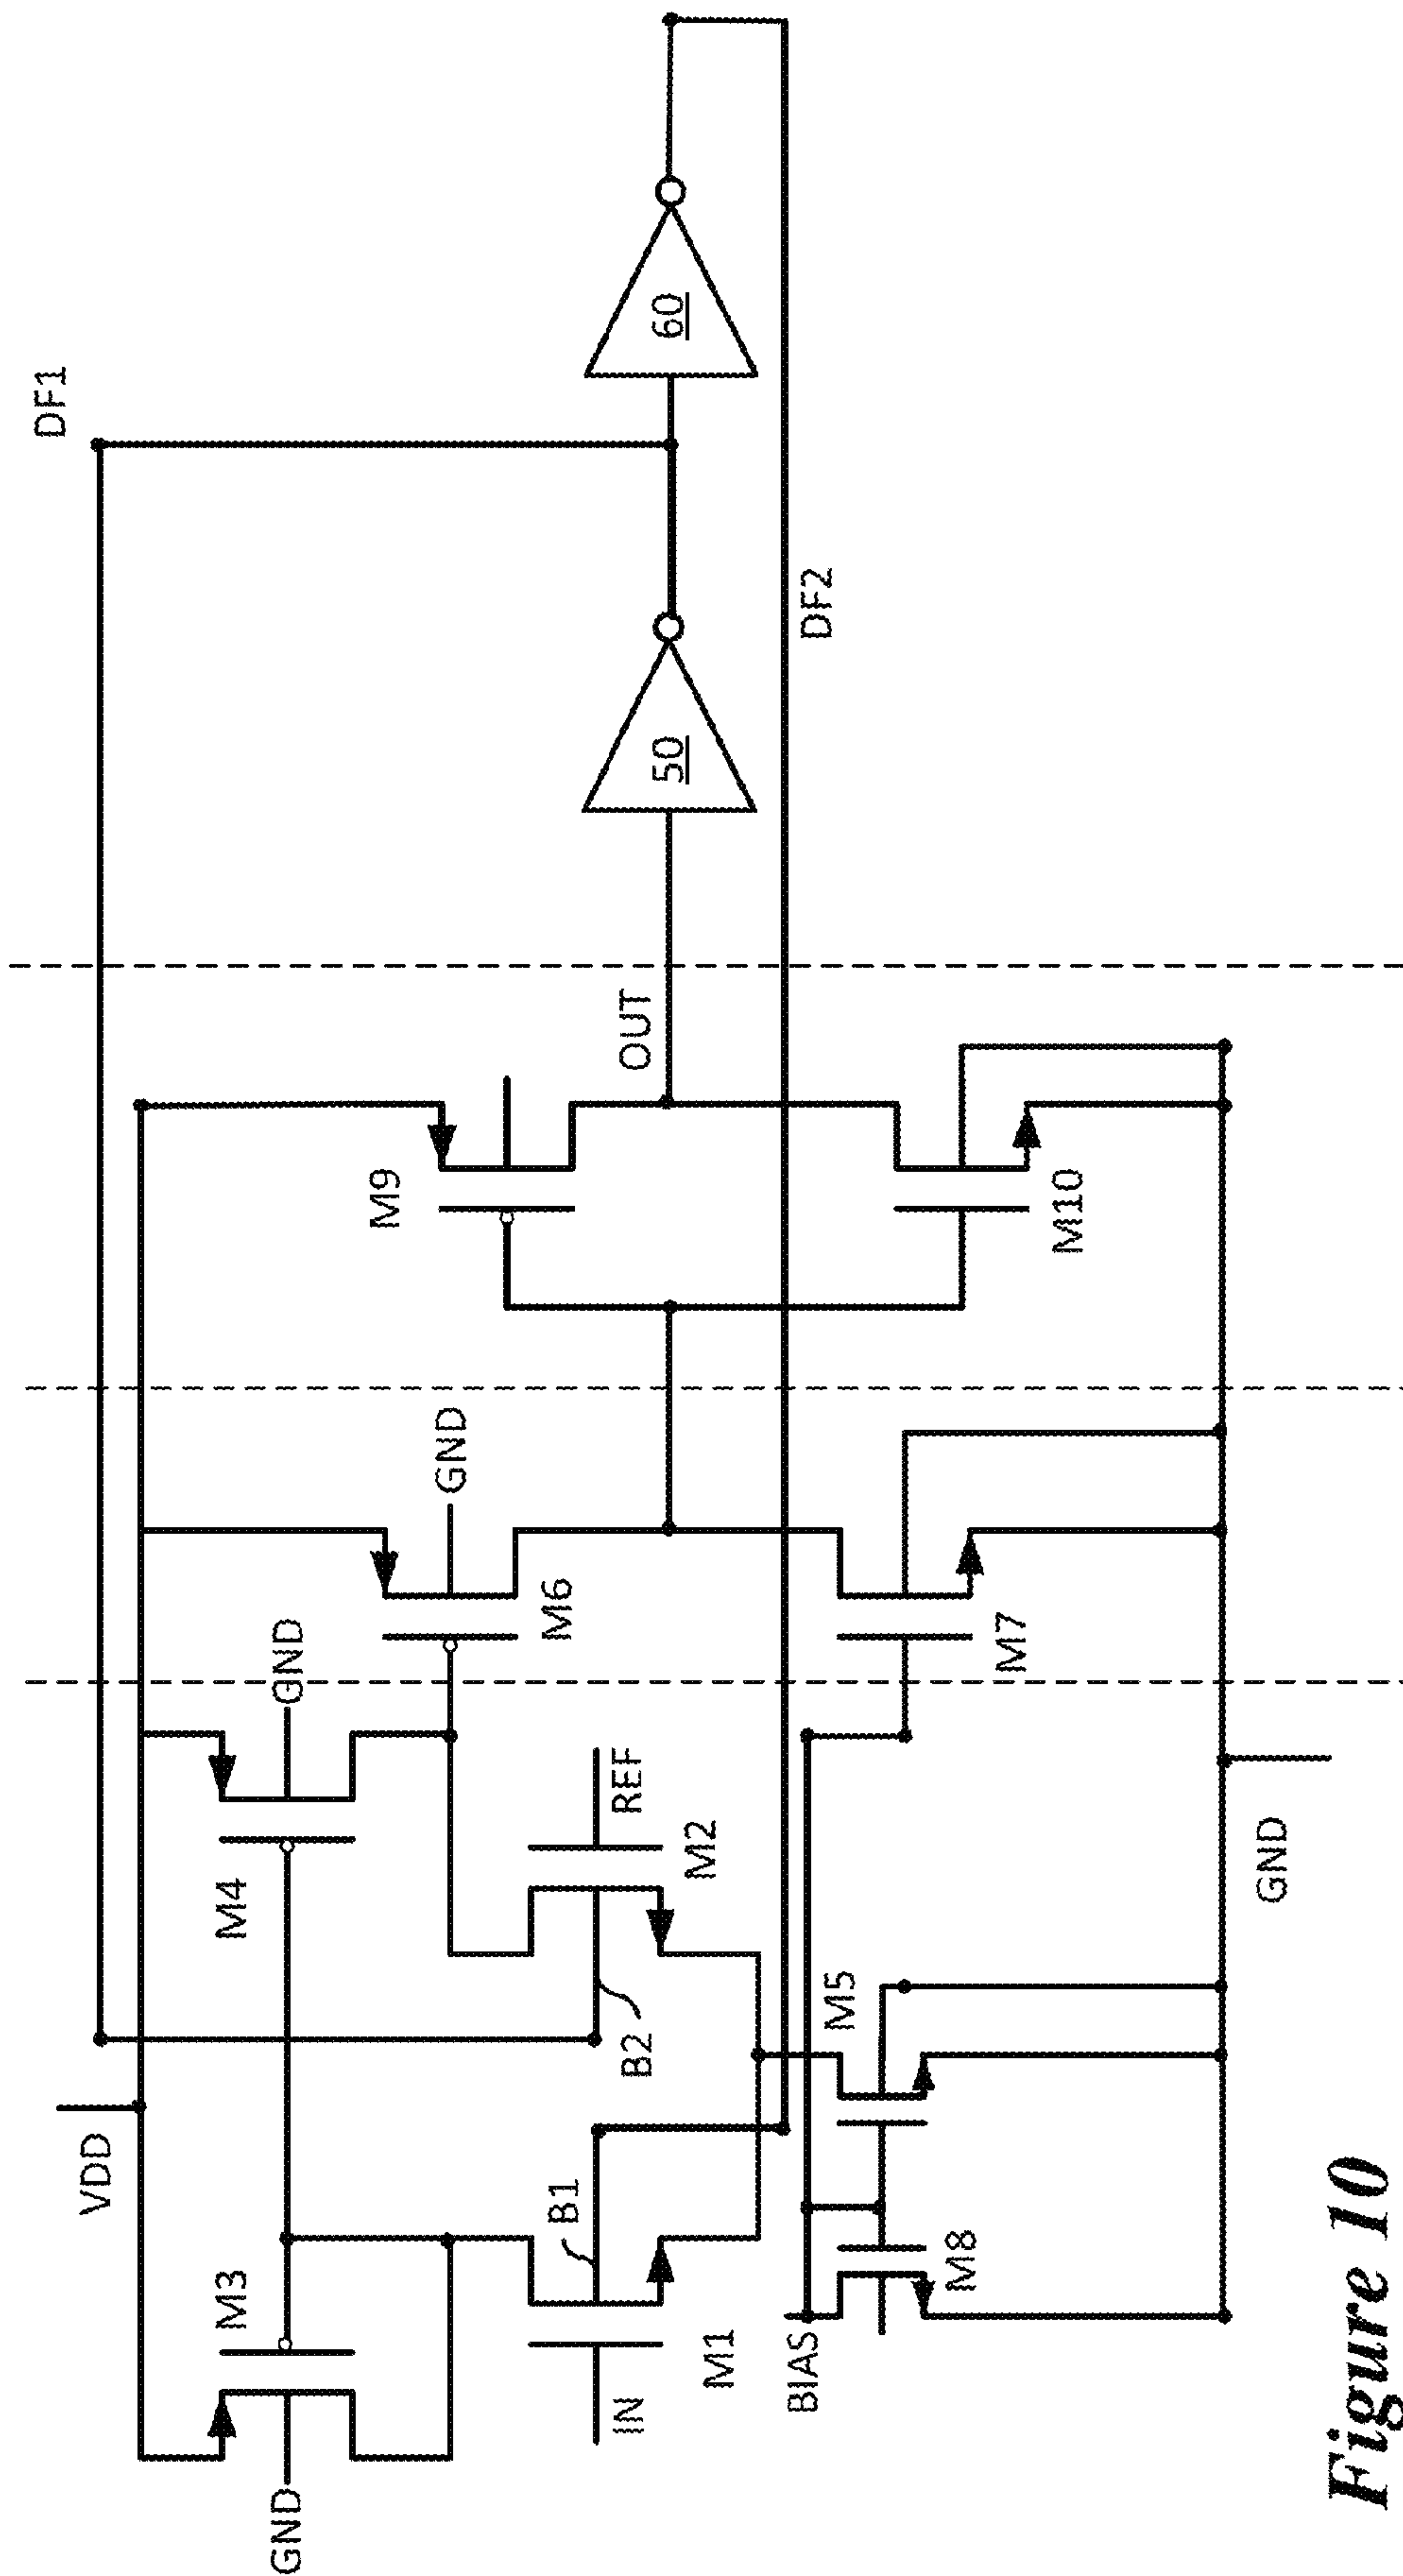 DF1
VDD
GND
M3
M4
GND
GND
M6
M9
OUT
50
60
IN
B1
M1
B2
REF
M2
DF2
BIAS
M8
M5
M7
M10
GND
Figure 10